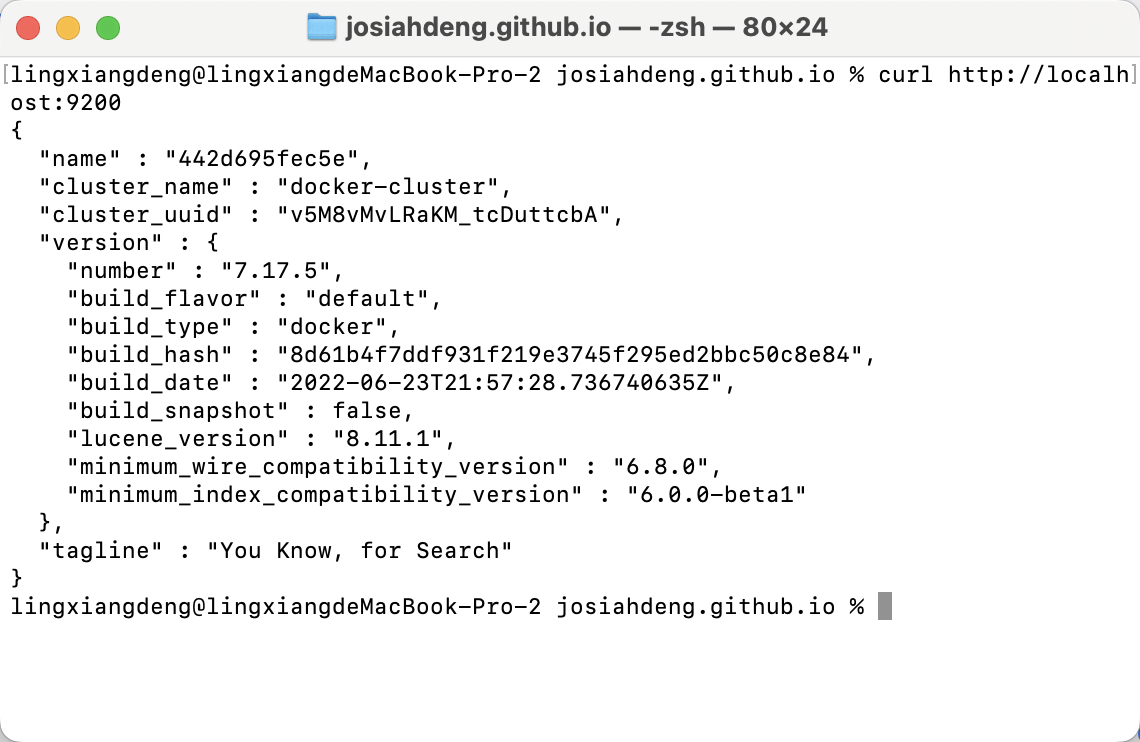 josiahdeng.github.io — -zsh — 80×24
[lingxiangdeng@lingxiangdeMacBook-Pro-2 josiahdeng.github.io % curl http://localh]
ost:9200
{
  "name" : "442d695fec5e",
  "cluster_name" : "docker-cluster",
  "cluster_uuid" : "v5M8vMvLRaKM_tcDuttcbA",
  "version" : {
    "number" : "7.17.5",
    "build_flavor" : "default",
    "build_type" : "docker",
    "build_hash" : "8d61b4f7ddf931f219e3745f295ed2bbc50c8e84",
    "build_date" : "2022-06-23T21:57:28.736740635Z",
    "build_snapshot" : false,
    "lucene_version" : "8.11.1",
    "minimum_wire_compatibility_version" : "6.8.0",
    "minimum_index_compatibility_version" : "6.0.0-beta1"
  },
  "tagline" : "You Know, for Search"
}
lingxiangdeng@lingxiangdeMacBook-Pro-2 josiahdeng.github.io %